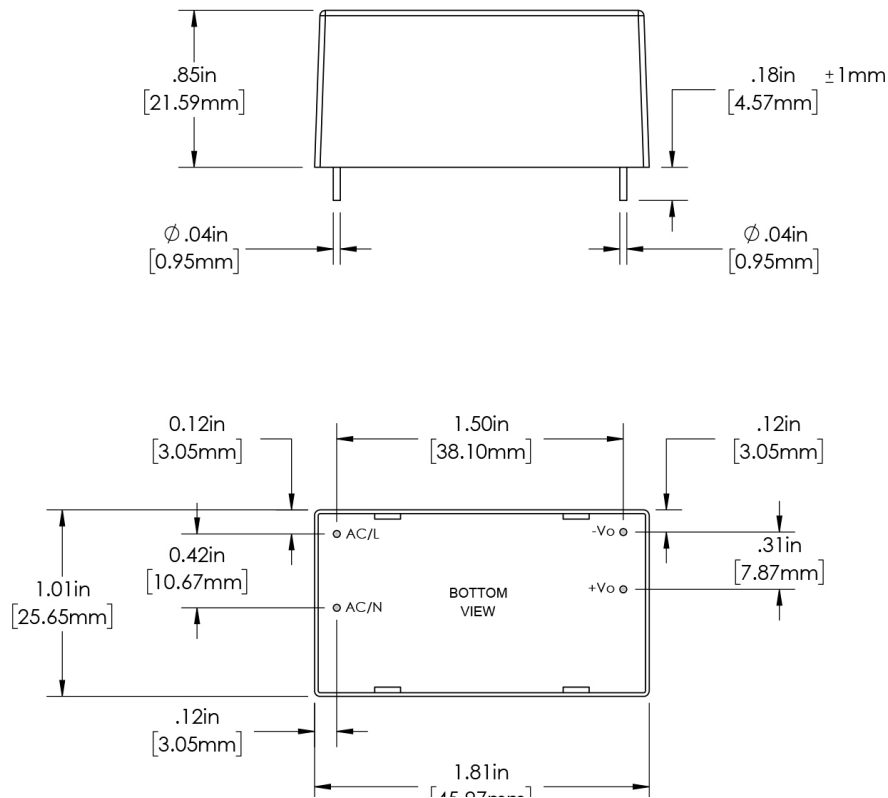 .85in
[21.59mm]
.18in ±1mm
[4.57mm]
Ø .04in
[0.95mm]
Ø .04in
[0.95mm]
0.12in
[3.05mm]
1.50in
[38.10mm]
.12in
[3.05mm]
AC/L
-Vo
0.42in
[10.67mm]
.31in
[7.87mm]
1.01in
[25.65mm]
AC/N
BOTTOM
VIEW
+Vo
.12in
[3.05mm]
1.81in